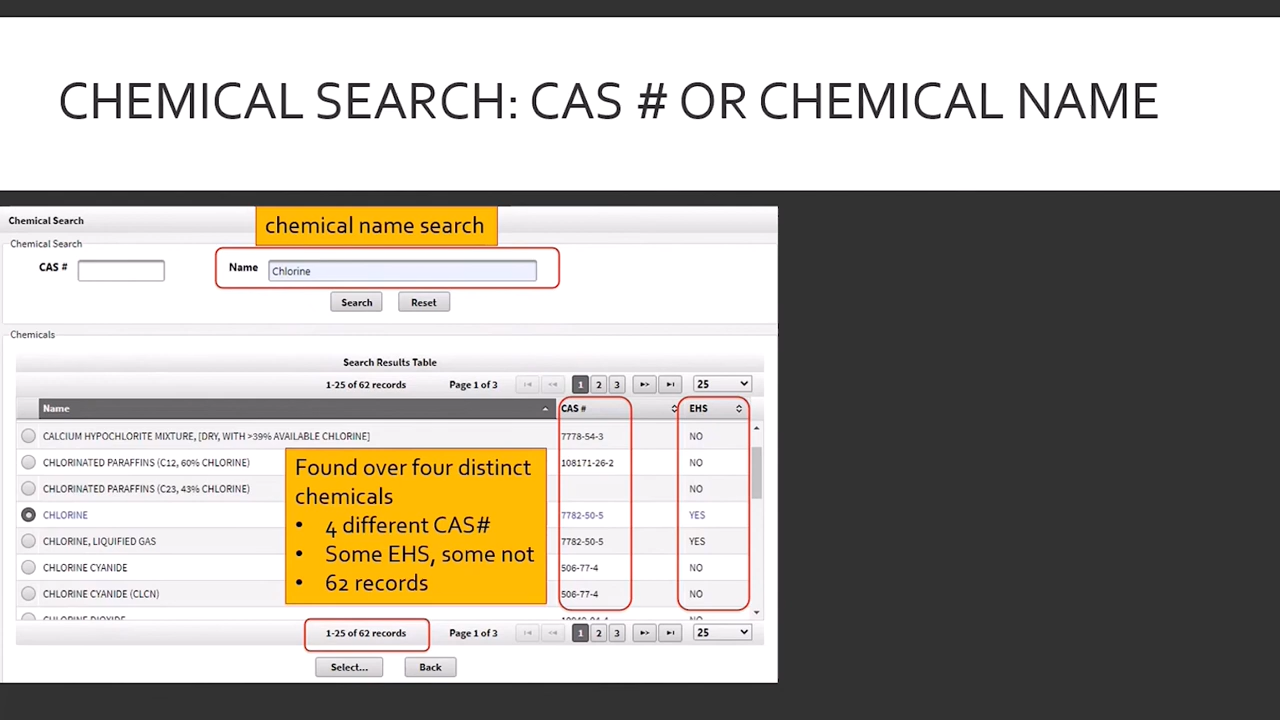 CHEMICAL SEARCH: CAS # OR CHEMICAL NAME
Chemical Search
chemical name search
Chemical Search
CAS #
Name
Chlorine
Search
Reset
Chemicals
Search Results Table
1-25 of 62 records
Page 1 of 3
1 2 3
25
Name CAS # EHS
CALCIUM HYPOCHLORITE MIXTURE, [DRY, WITH >39% AVAILABLE CHLORINE] 7778-54-3 NO
CHLORINATED PARAFFINS (C12, 60% CHLORINE) 108171-26-2 NO
CHLORINATED PARAFFINS (C23, 43% CHLORINE) NO
CHLORINE 7782-50-5 YES
CHLORINE, LIQUIFIED GAS 7782-50-5 YES
CHLORINE CYANIDE 506-77-4 NO
CHLORINE CYANIDE (CLCN) 506-77-4 NO
CHLORINE DIOXIDE NO
Found over four distinct
chemicals
• 4 different CAS#
• Some EHS, some not
• 62 records
1-25 of 62 records
Page 1 of 3
1 2 3
25
Select...
Back